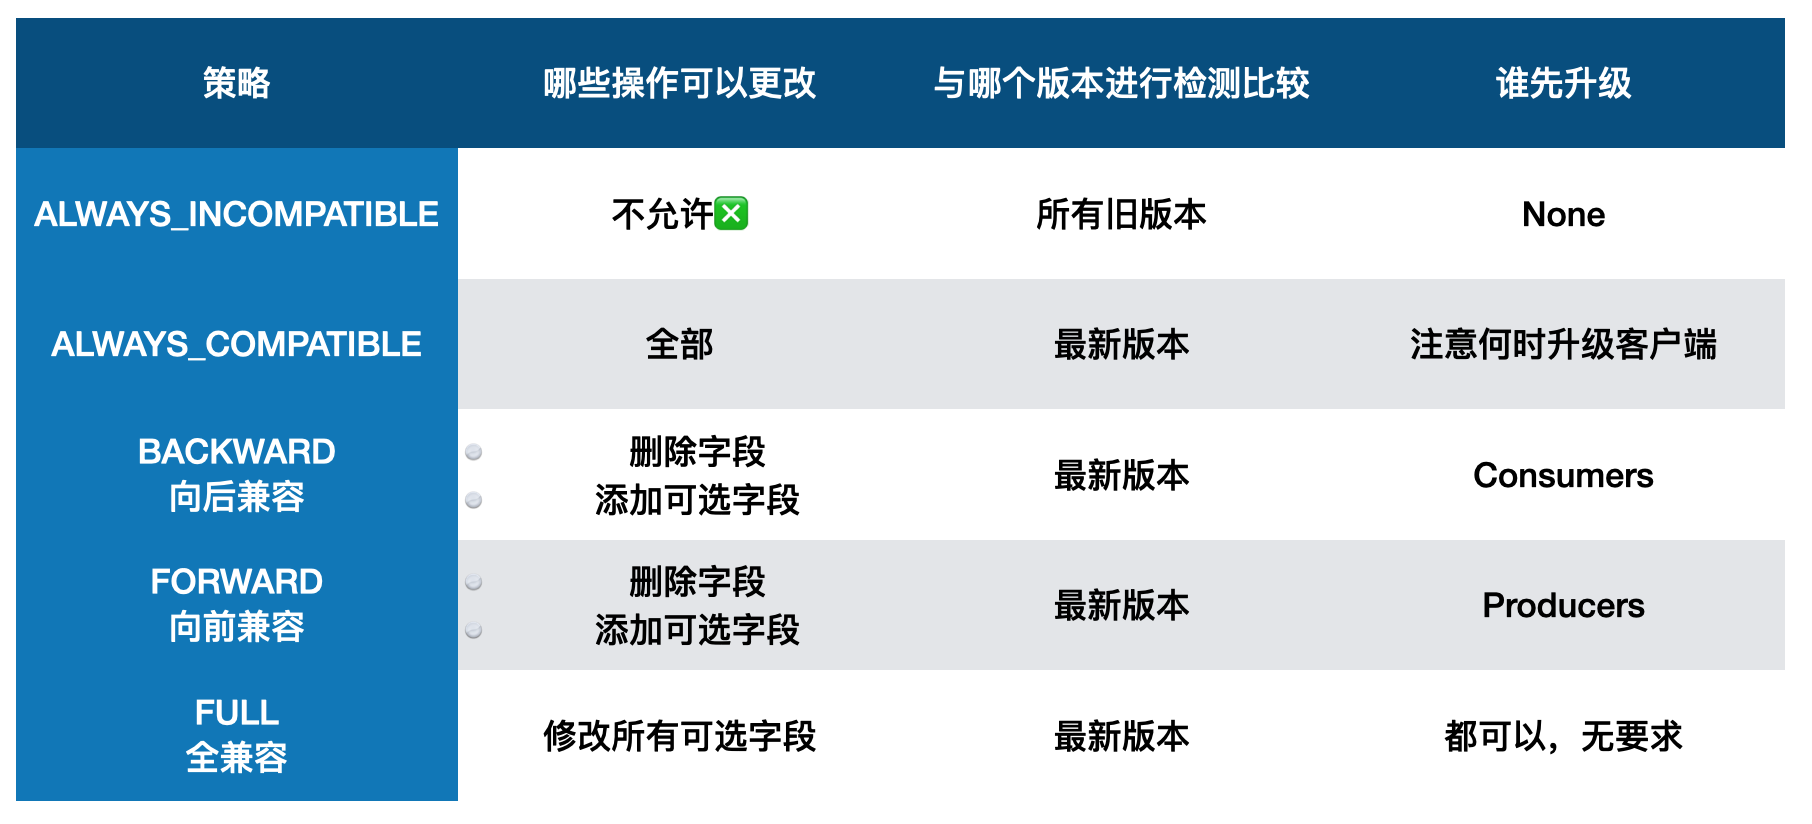 策略 哪些操作可以更改 与哪个版本进行检测比较 谁先升级
ALWAYS_INCOMPATIBLE 不允许❎ 所有旧版本 None
ALWAYS_COMPATIBLE 全部 最新版本 注意何时升级客户端
BACKWARD
向后兼容
删除字段
添加可选字段
最新版本
Consumers
FORWARD
向前兼容
删除字段
添加可选字段
最新版本
Producers
FULL
全兼容
修改所有可选字段
最新版本
都可以，无要求